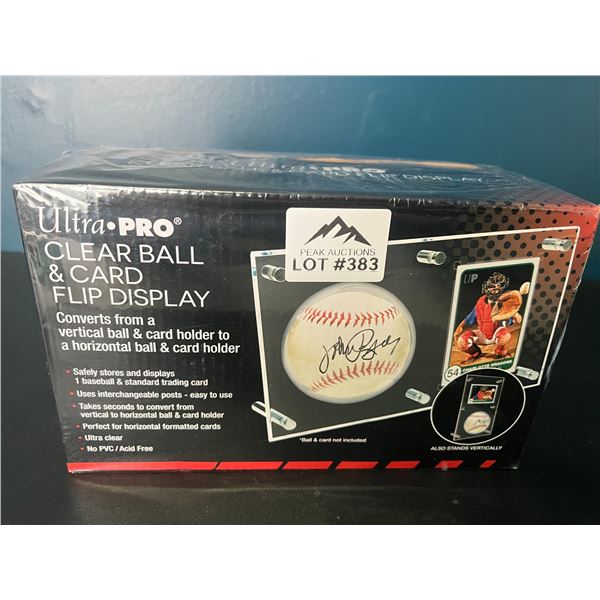 Ultra•PRO®
CLEAR BALL
& CARD
FLIP DISPLAY
Converts from a
vertical ball & card holder to
a horizontal ball & card holder
• Safely stores and displays
1 baseball & standard trading card
• Uses interchangeable posts - easy to use
• Takes seconds to convert from
vertical to horizontal ball & card holder
• Perfect for horizontal formatted cards
• Ultra clear
• No PVC / Acid Free
PEAK AUCTIONS
LOT #383
UP
54 CHARLOTTE DRAGONS
*Ball & card not included
ALSO STANDS VERTICALLY